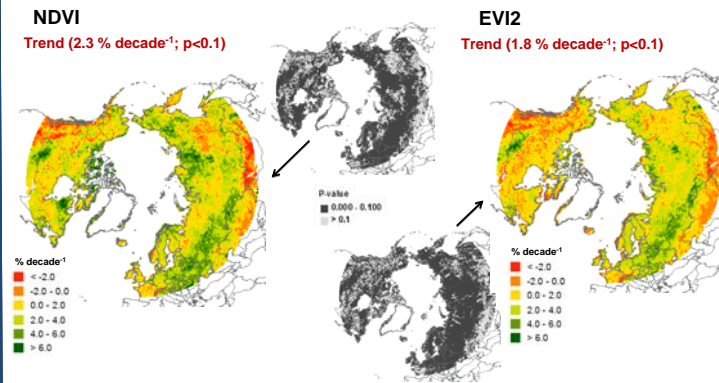 NDVI
Trend (2.3 % decade⁻¹; p<0.1)
EVI2
Trend (1.8 % decade⁻¹; p<0.1)
P-value
0.000 - 0.100
> 0.1
% decade⁻¹
< -2.0
-2.0 - 0.0
0.0 - 2.0
2.0 - 4.0
4.0 - 6.0
> 6.0
% decade⁻¹
< -2.0
-2.0 - 0.0
0.0 - 2.0
2.0 - 4.0
4.0 - 6.0
> 6.0